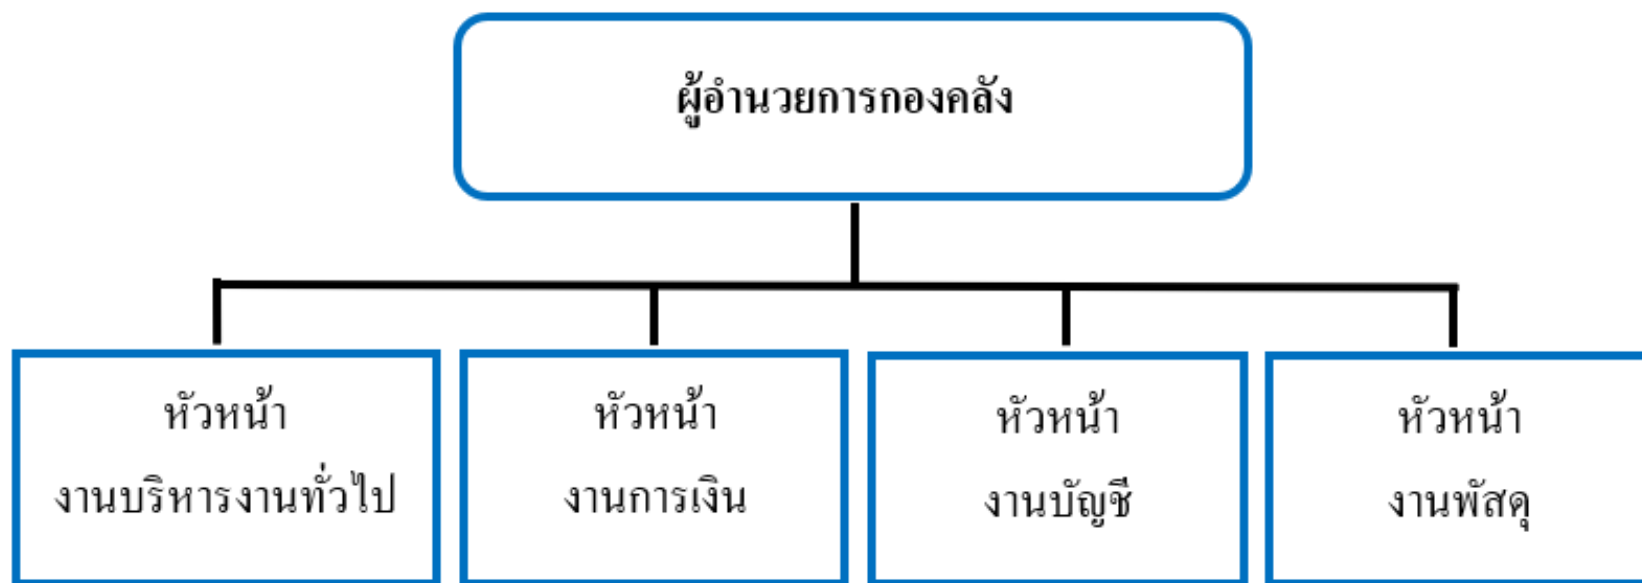 ผู้อำนวยการกองคลัง
หัวหน้า
งานบริหารงานทั่วไป
หัวหน้า
งานการเงิน
หัวหน้า
งานบัญชี
หัวหน้า
งานพัสดุ